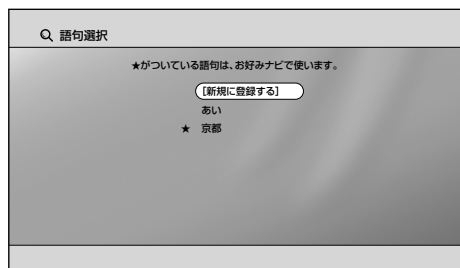 語句選択
★がついている語句は、お好みナビで使います。
[新規に登録する]
あい
★ 京都